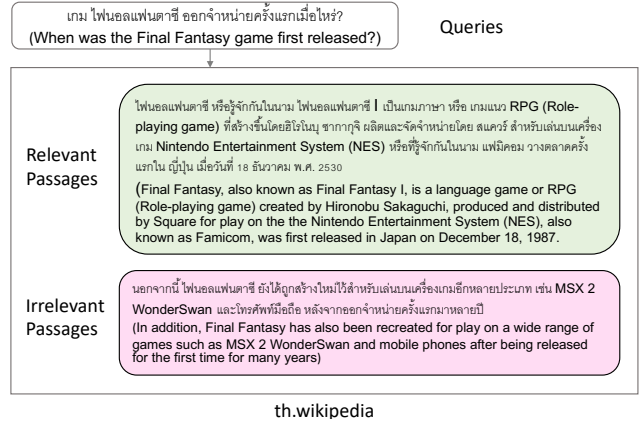 เกม ไฟนอลแฟนตาซี ออกจำหน่ายครั้งแรกเมื่อไหร่?
(When was the Final Fantasy game first released?)
Queries
Relevant
Passages
ไฟนอลแฟนตาซี หรือรู้จักกันในนาม ไฟนอลแฟนตาซี I เป็นเกมภาษา หรือ เกมแนว RPG (Role-
playing game) ที่สร้างขึ้นโดยฮิโรโนบุ ซากากุจิ ผลิตและจัดจำหน่ายโดย สแควร์ สำหรับเล่นบนเครื่อง
เกม Nintendo Entertainment System (NES) หรือที่รู้จักกันในนาม แฟมิคอม วางตลาดครั้ง
แรกใน ญี่ปุ่น เมื่อวันที่ 18 ธันวาคม พ.ศ. 2530
(Final Fantasy, also known as Final Fantasy I, is a language game or RPG
(Role-playing game) created by Hironobu Sakaguchi, produced and distributed
by Square for play on the the Nintendo Entertainment System (NES), also
known as Famicom, was first released in Japan on December 18, 1987.
Irrelevant
Passages
นอกจากนี้ ไฟนอลแฟนตาซี ยังได้ถูกสร้างใหม่ไว้สำหรับเล่นบนเครื่องเกมอีกหลายประเภท เช่น MSX 2
WonderSwan และโทรศัพท์มือถือ หลังจากออกจำหน่ายครั้งแรกมาหลายปี
(In addition, Final Fantasy has also been recreated for play on a wide range of
games such as MSX 2 WonderSwan and mobile phones after being released
for the first time for many years)
th.wikipedia